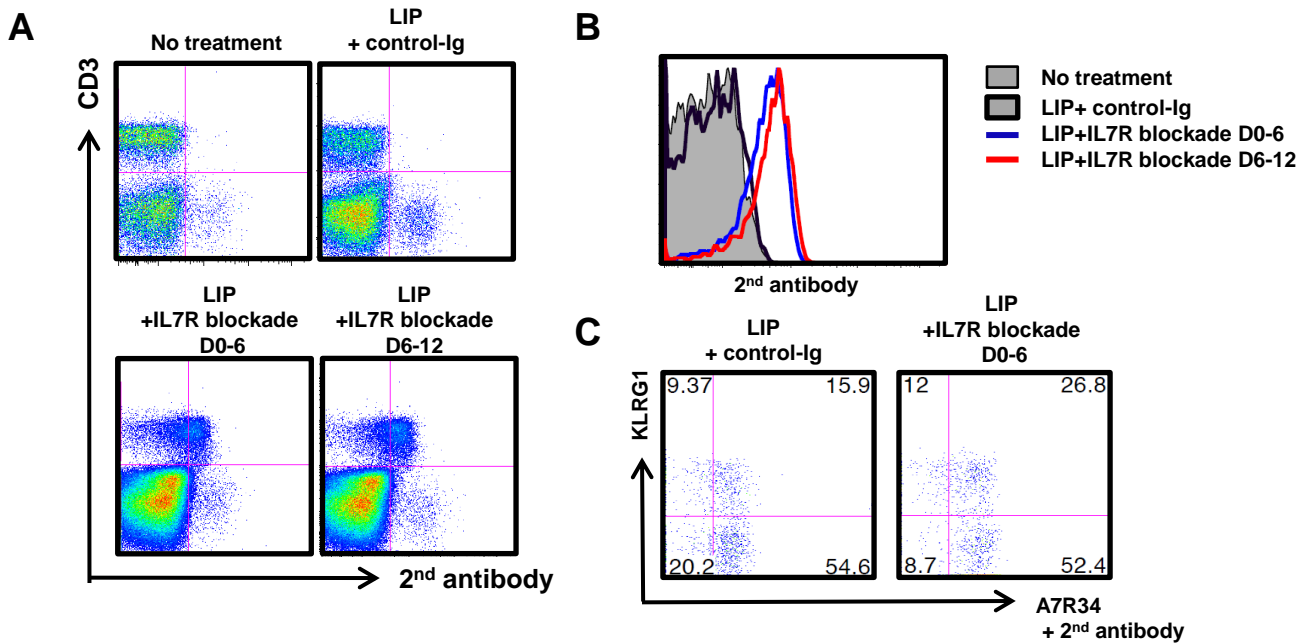 A
No treatment
LIP
+ control-Ig
CD3
LIP
+IL7R blockade
D0-6
LIP
+IL7R blockade
D6-12
2nd antibody
B
2nd antibody
No treatment
LIP+ control-Ig
LIP+IL7R blockade D0-6
LIP+IL7R blockade D6-12
C
LIP
+ control-Ig
LIP
+IL7R blockade
D0-6
KLRG1
9.37 15.9
20.2 54.6
12 26.8
8.7 52.4
A7R34
+ 2nd antibody